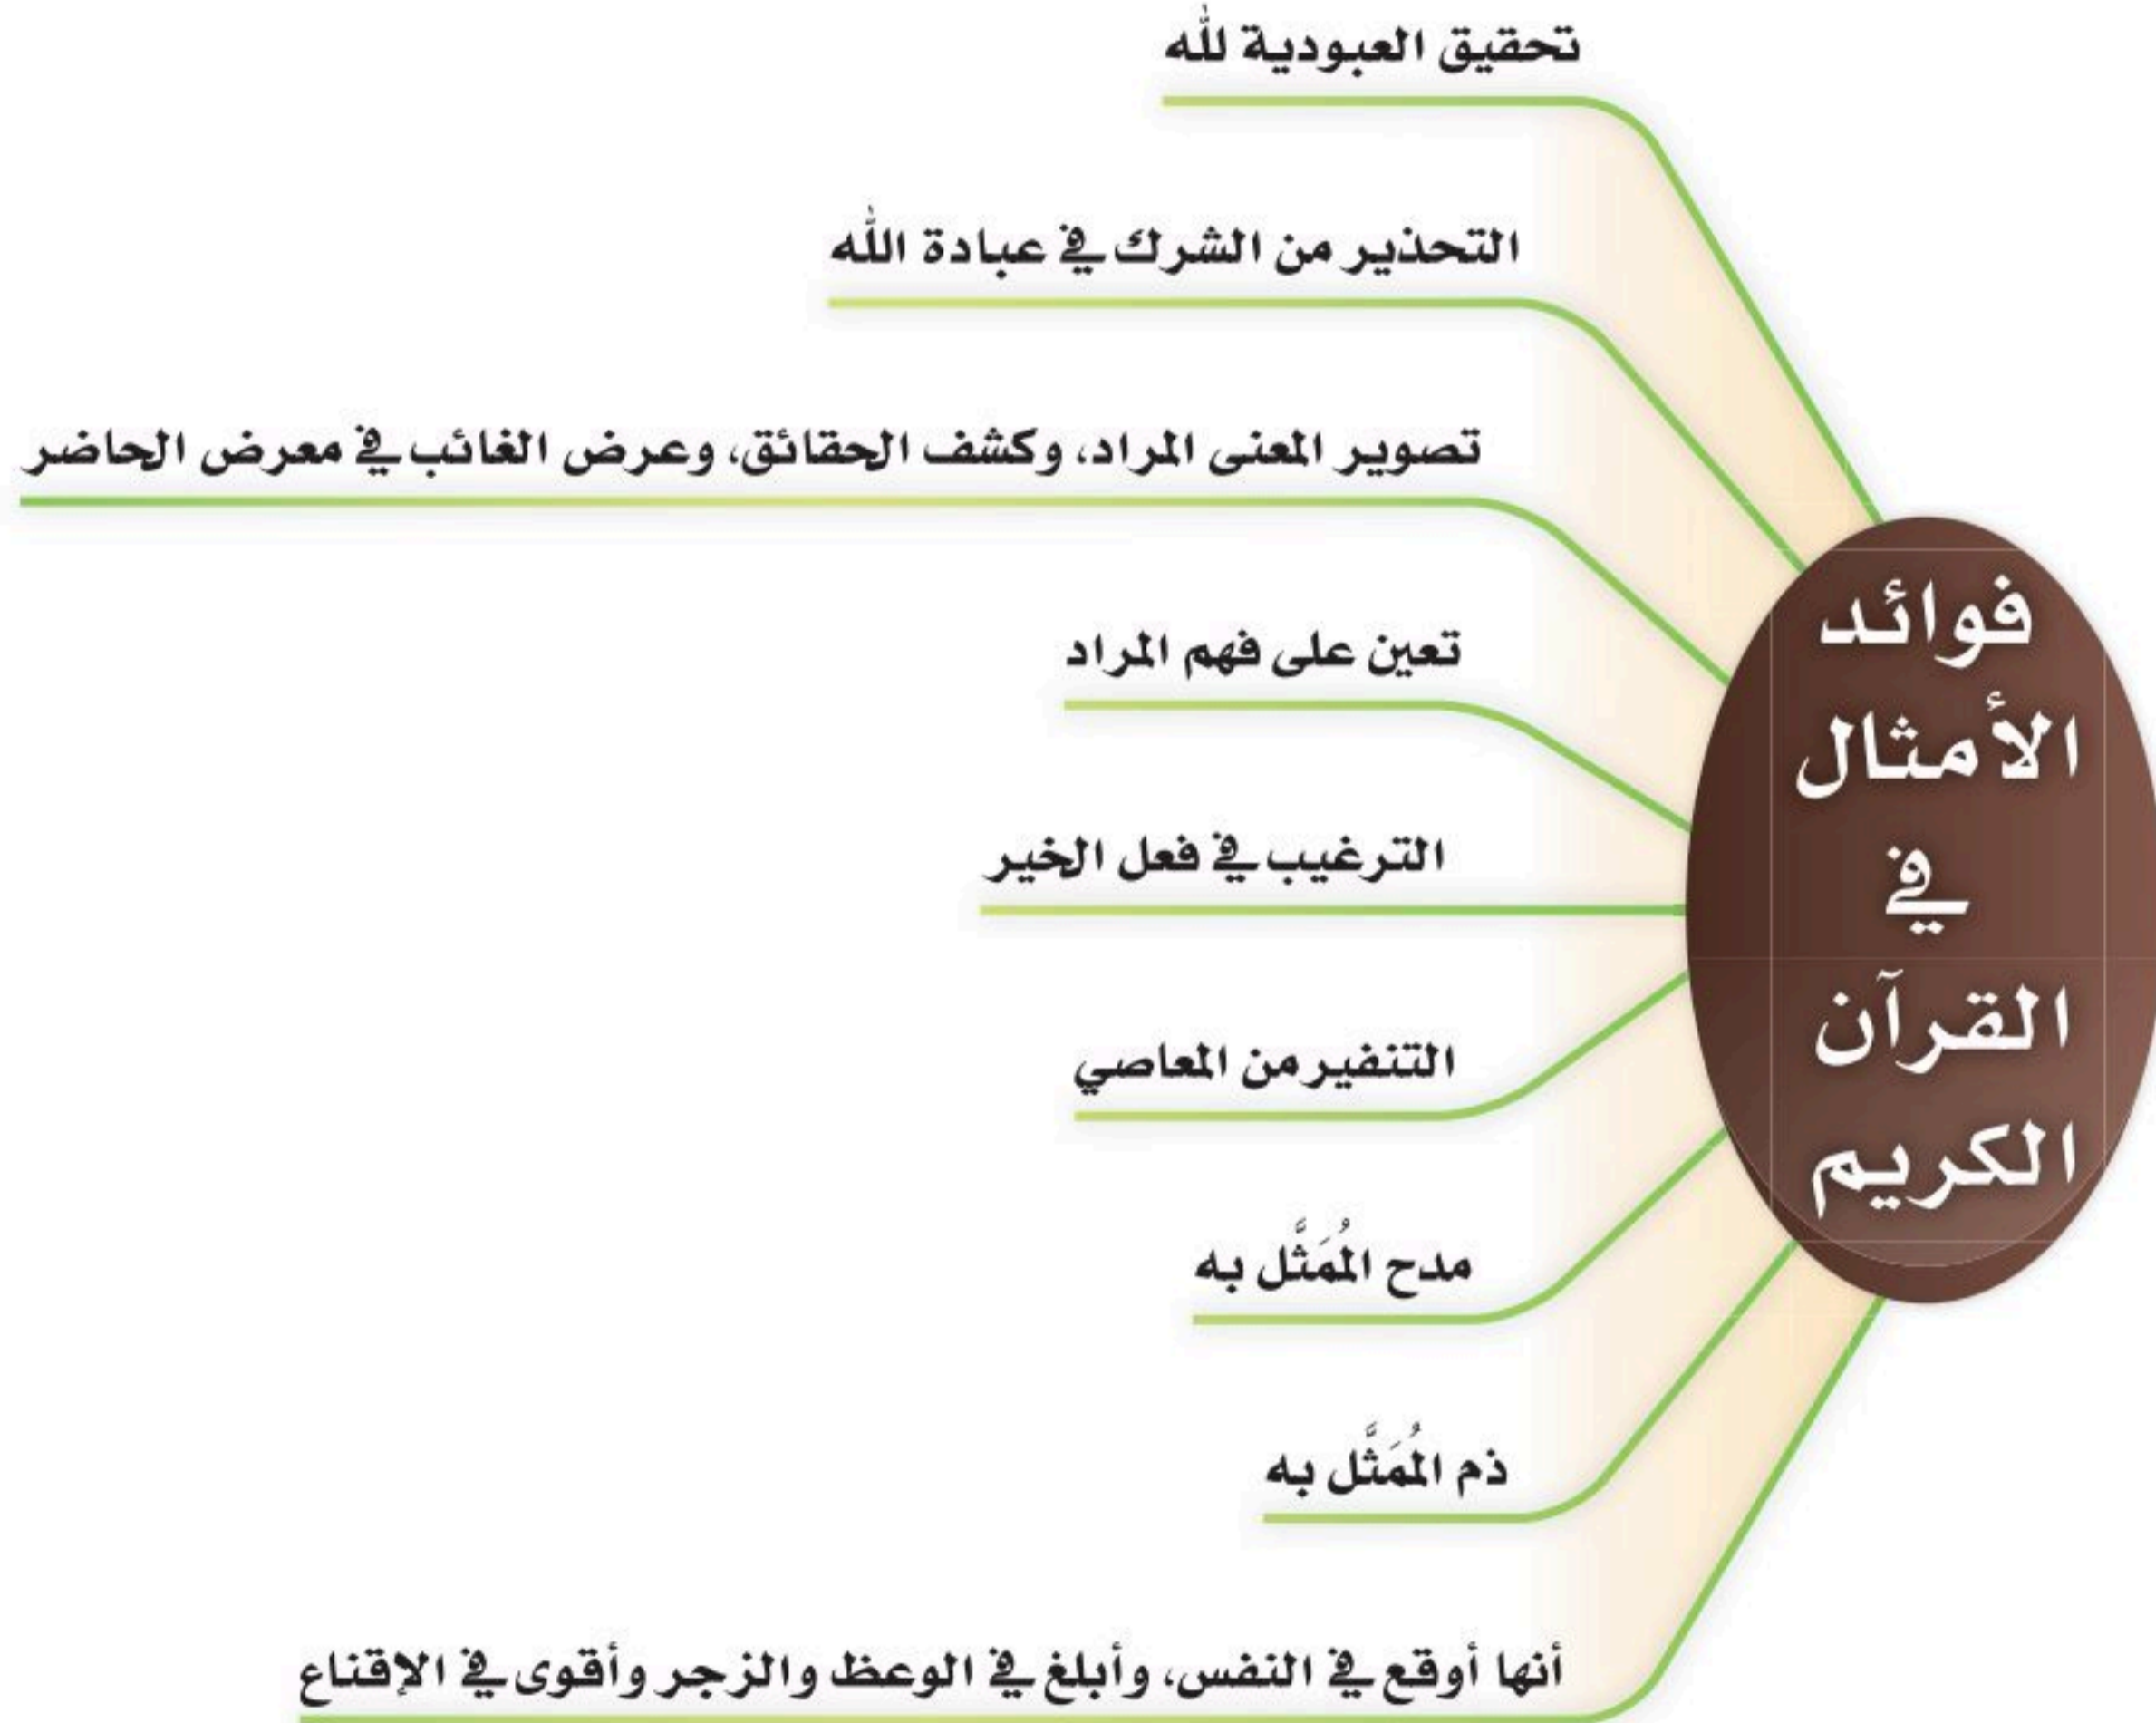 فوائد
الأمثال
في
القرآن
الكريم
تحقيق العبودية لله
التحذير من الشرك في عبادة الله
تصوير المعنى المراد، وكشف الحقائق، وعرض الغائب في معرض الحاضر
تعين على فهم المراد
الترغيب في فعل الخير
التنفير من المعاصي
مدح المُمَثَّل به
ذم المُمَثَّل به
أنها أوقع في النفس، وأبلغ في الوعظ والزجر وأقوى في الإقناع